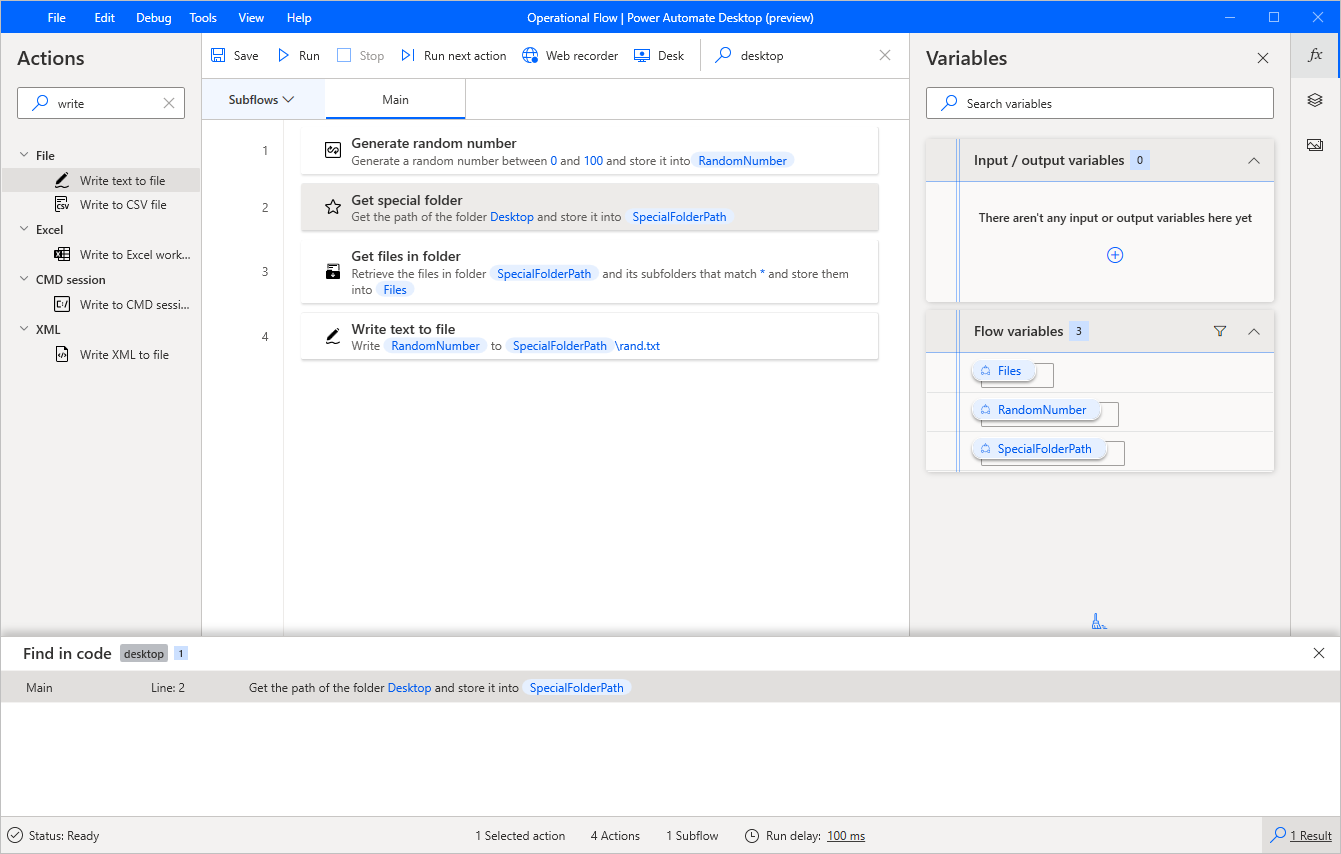 File Edit Debug Tools View Help Operational Flow | Power Automate Desktop (preview)
Actions
write
File
Write text to file
Write to CSV file
Excel
Write to Excel work...
CMD session
Write to CMD sessi...
XML
Write XML to file
Save Run Stop Run next action Web recorder Desk desktop
Subflows Main
1
Generate random number
Generate a random number between 0 and 100 and store it into RandomNumber
2
Get special folder
Get the path of the folder Desktop and store it into SpecialFolderPath
3
Get files in folder
Retrieve the files in folder SpecialFolderPath and its subfolders that match * and store them
into Files
4
Write text to file
Write RandomNumber to SpecialFolderPath \rand.txt
Variables
fx
Search variables
Input / output variables 0
There aren't any input or output variables here yet
Flow variables 3
Files
RandomNumber
SpecialFolderPath
Find in code desktop 1
Main Line: 2 Get the path of the folder Desktop and store it into SpecialFolderPath
Status: Ready 1 Selected action 4 Actions 1 Subflow Run delay: 100 ms 1 Result